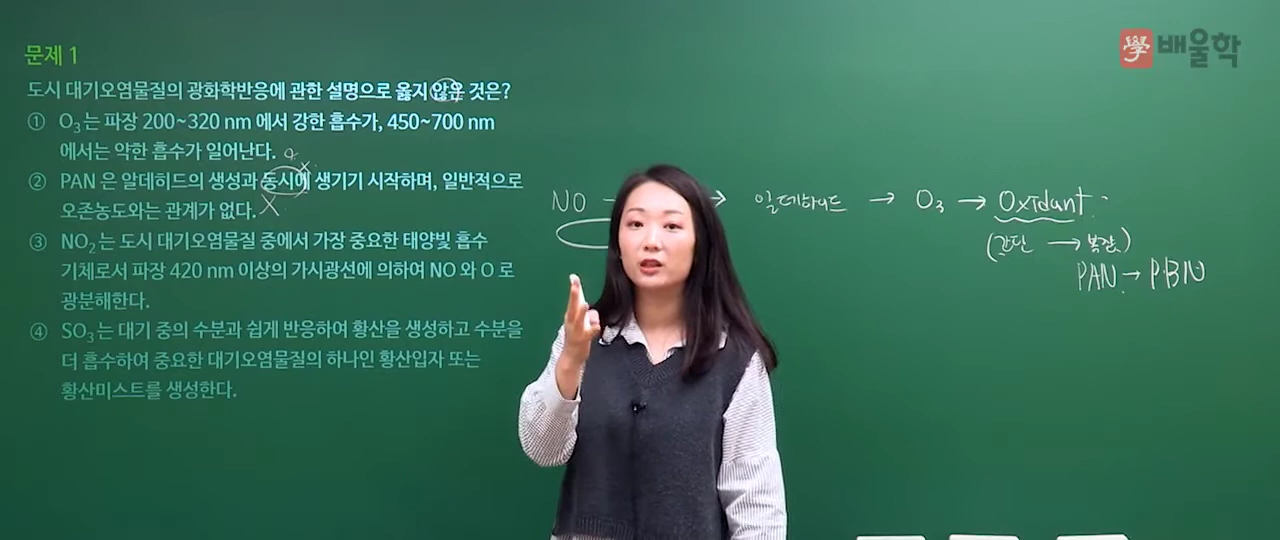 學 배울학
문제 1
도시 대기오염물질의 광화학반응에 관한 설명으로 옳지 않은 것은?
① O₃는 파장 200~320 nm 에서 강한 흡수가, 450~700 nm
에서는 약한 흡수가 일어난다.
② PAN 은 알데히드의 생성과 동시에 생기기 시작하며, 일반적으로
오존농도와는 관계가 없다.
③ NO₂는 도시 대기오염물질 중에서 가장 중요한 태양빛 흡수
기체로서 파장 420 nm 이상의 가시광선에 의하여 NO 와 O 로
광분해한다.
④ SO₃는 대기 중의 수분과 쉽게 반응하여 황산을 생성하고 수분을
더 흡수하여 중요한 대기오염물질의 하나인 황산입자 또는
황산미스트를 생성한다.
NO → 알데하이드 → O₃ → Oxidant
(간단 → 복잡)
PAN → PBN